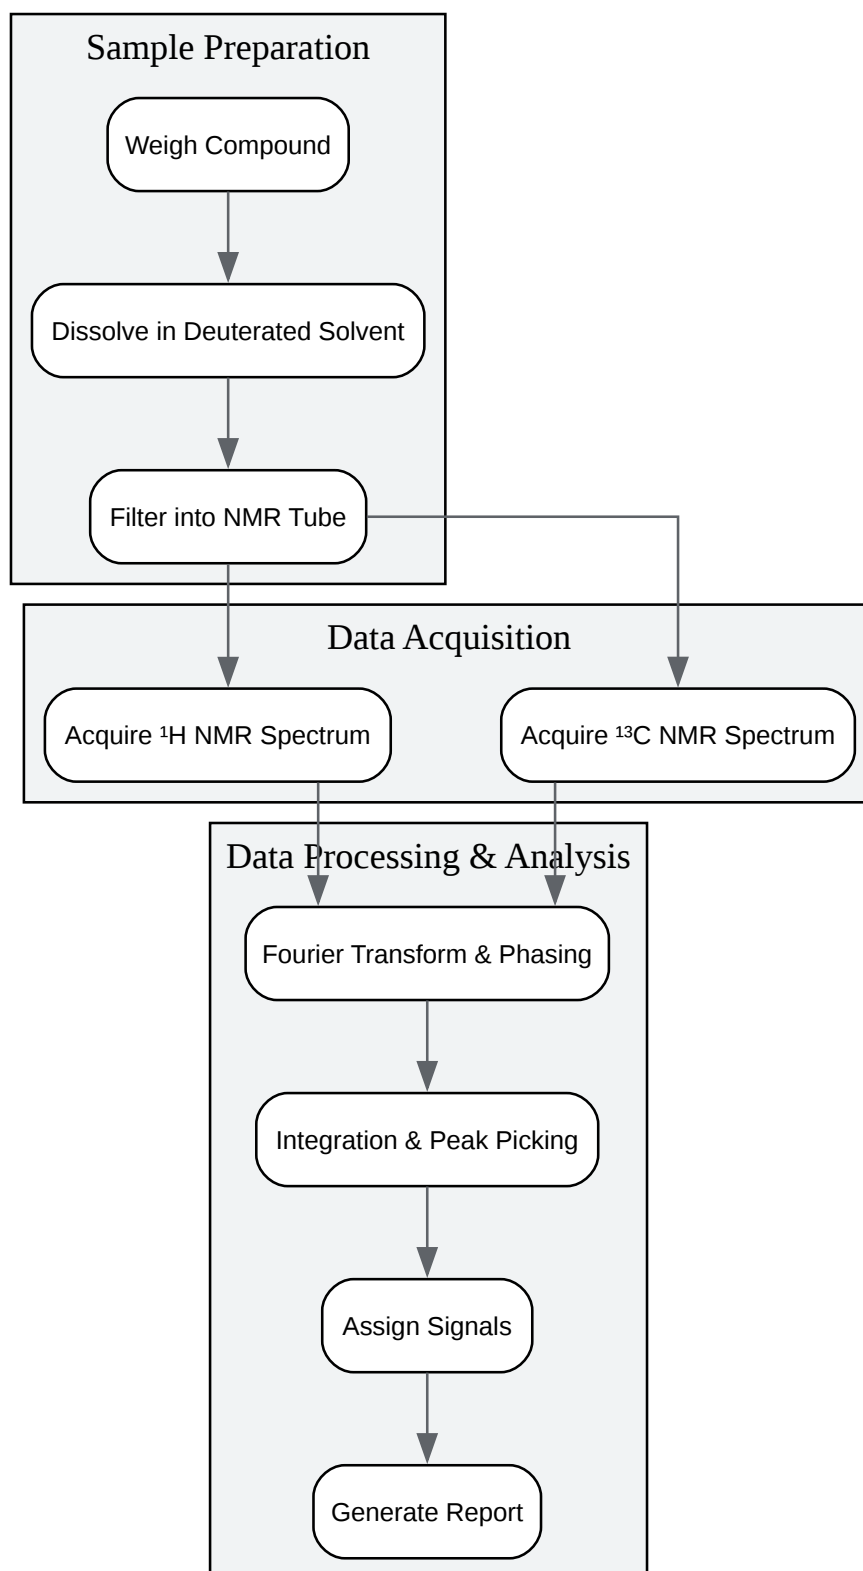 Sample Preparation
Weigh Compound
Dissolve in Deuterated Solvent
Filter into NMR Tube
Data Acquisition
Acquire ¹H NMR Spectrum
Acquire ¹³C NMR Spectrum
Data Processing & Analysis
Fourier Transform & Phasing
Integration & Peak Picking
Assign Signals
Generate Report